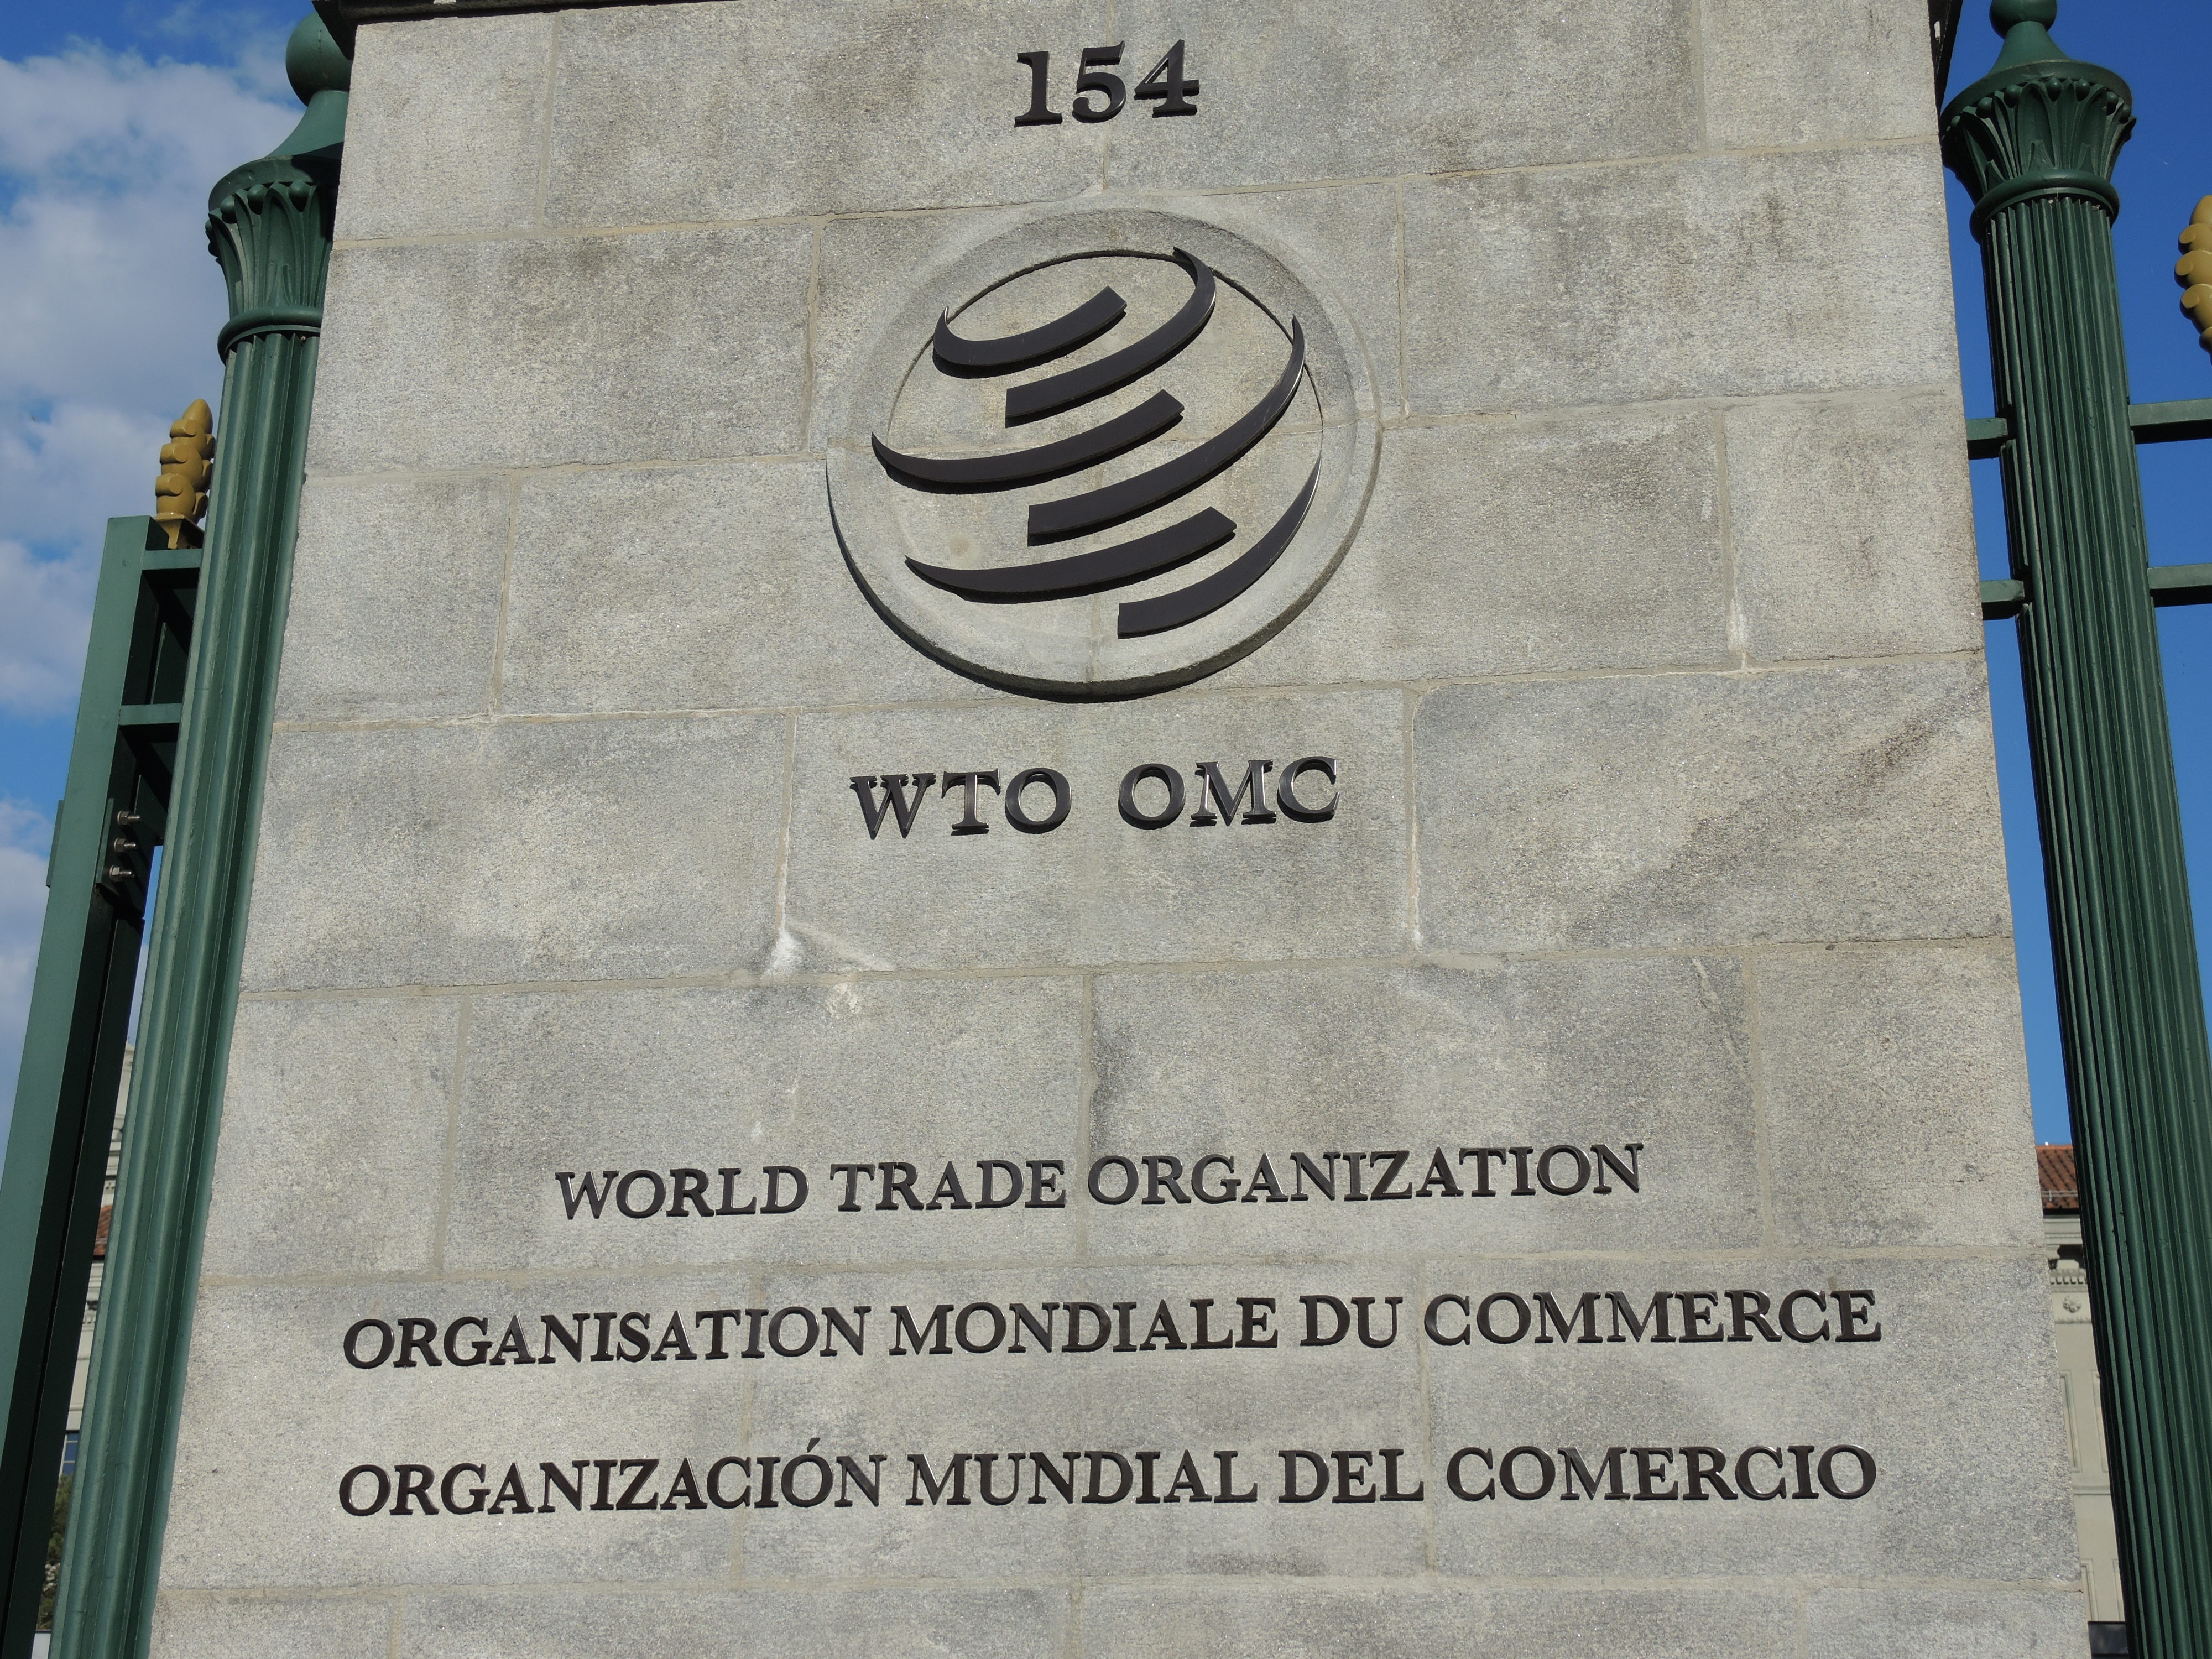 154
WTO OMC
WORLD TRADE ORGANIZATION
ORGANISATION MONDIALE DU COMMERCE
ORGANIZACIÓN MUNDIAL DEL COMERCIO